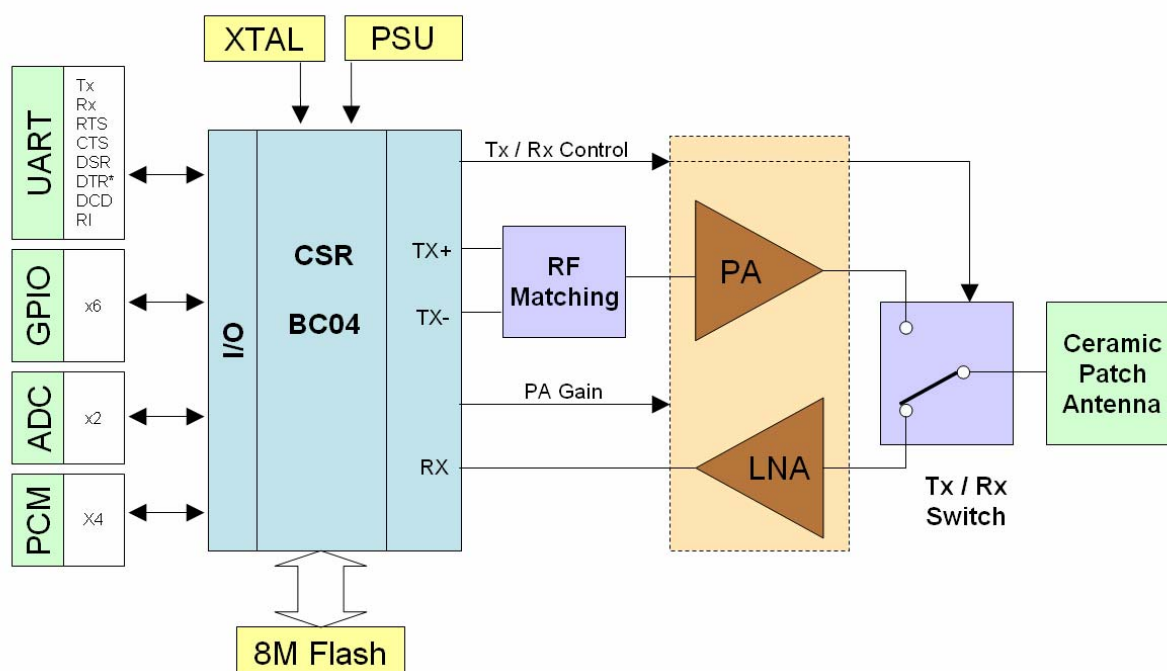 XTAL
PSU
UART
Tx
Rx
RTS
CTS
DSR
DTR*
DCD
RI
GPIO
x6
ADC
x2
PCM
X4
I/O
CSR
BC04
TX+
TX-
RX
Tx / Rx Control
RF
Matching
PA Gain
PA
LNA
Tx / Rx
Switch
Ceramic
Patch
Antenna
8M Flash